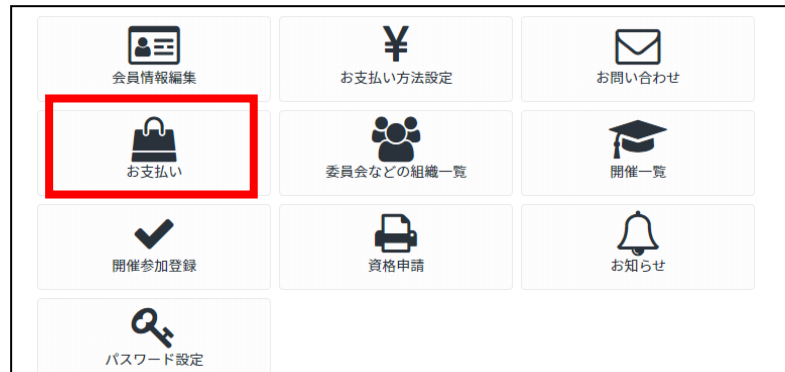 会員情報編集
お支払い方法設定
お問い合わせ
お支払い
委員会などの組織一覧
開催一覧
開催参加登録
資格申請
お知らせ
パスワード設定